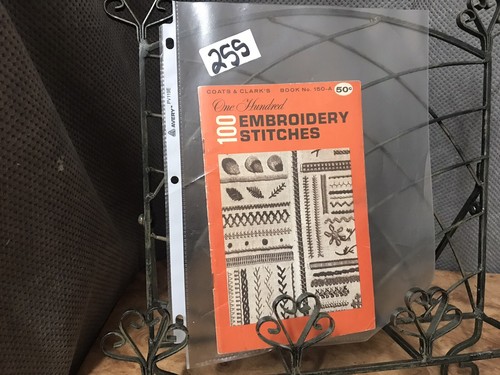 255
COATS & CLARK'S BOOK No. 150-A 50¢
One Hundred
100 EMBROIDERY
STITCHES
AVERY